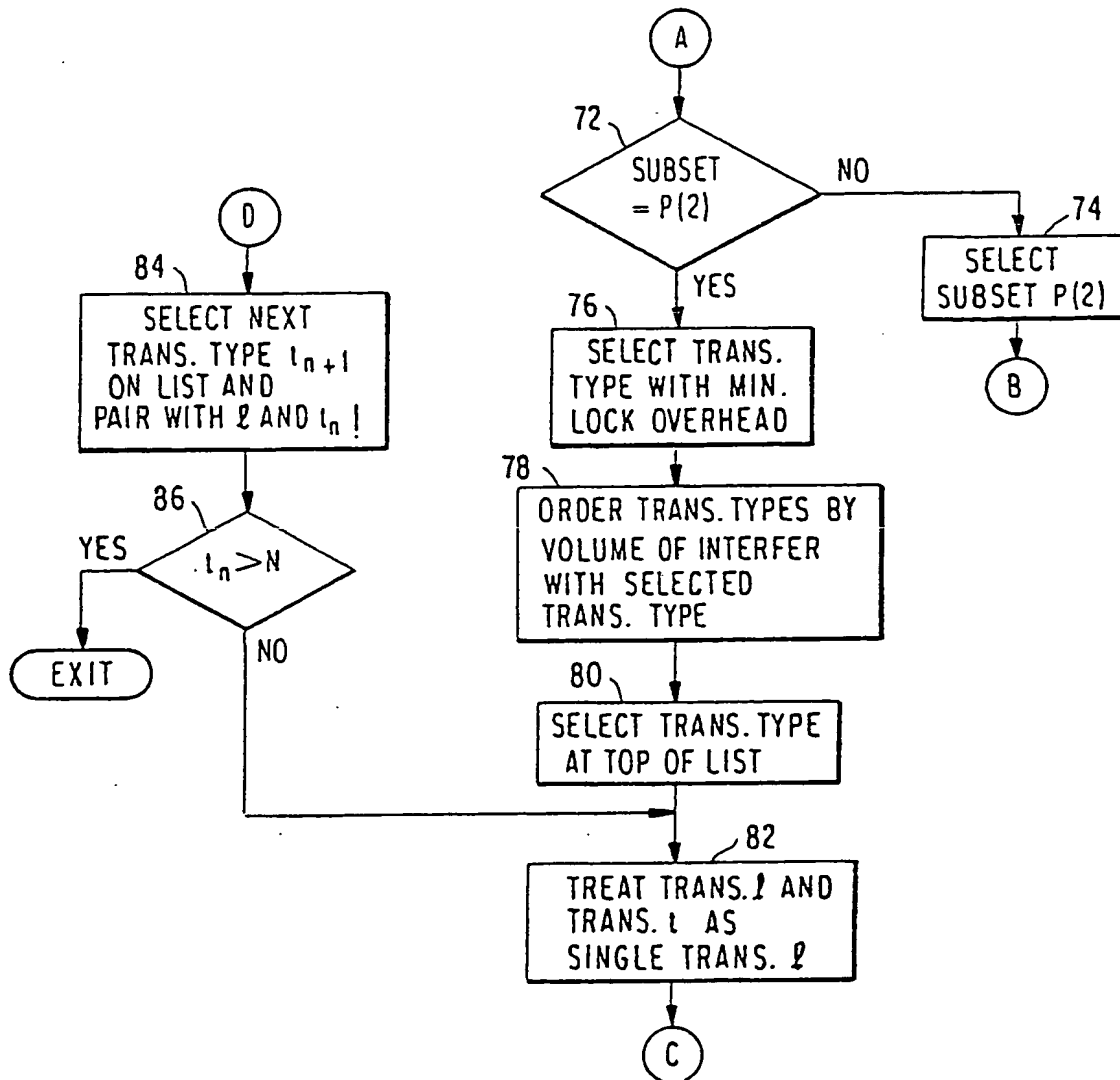 A
72
SUBSET
= P(2)
NO
YES
74
SELECT
SUBSET P(2)
B
76
SELECT TRANS.
TYPE WITH MIN.
LOCK OVERHEAD
78
ORDER TRANS. TYPES BY
VOLUME OF INTERFER
WITH SELECTED
TRANS. TYPE
80
SELECT TRANS. TYPE
AT TOP OF LIST
82
TREAT TRANS. ℓ AND
TRANS. t AS
SINGLE TRANS. ℓ
C
D
84
SELECT NEXT
TRANS. TYPE tn+1
ON LIST AND
PAIR WITH ℓ AND tn!
86
tn>N
YES
NO
EXIT